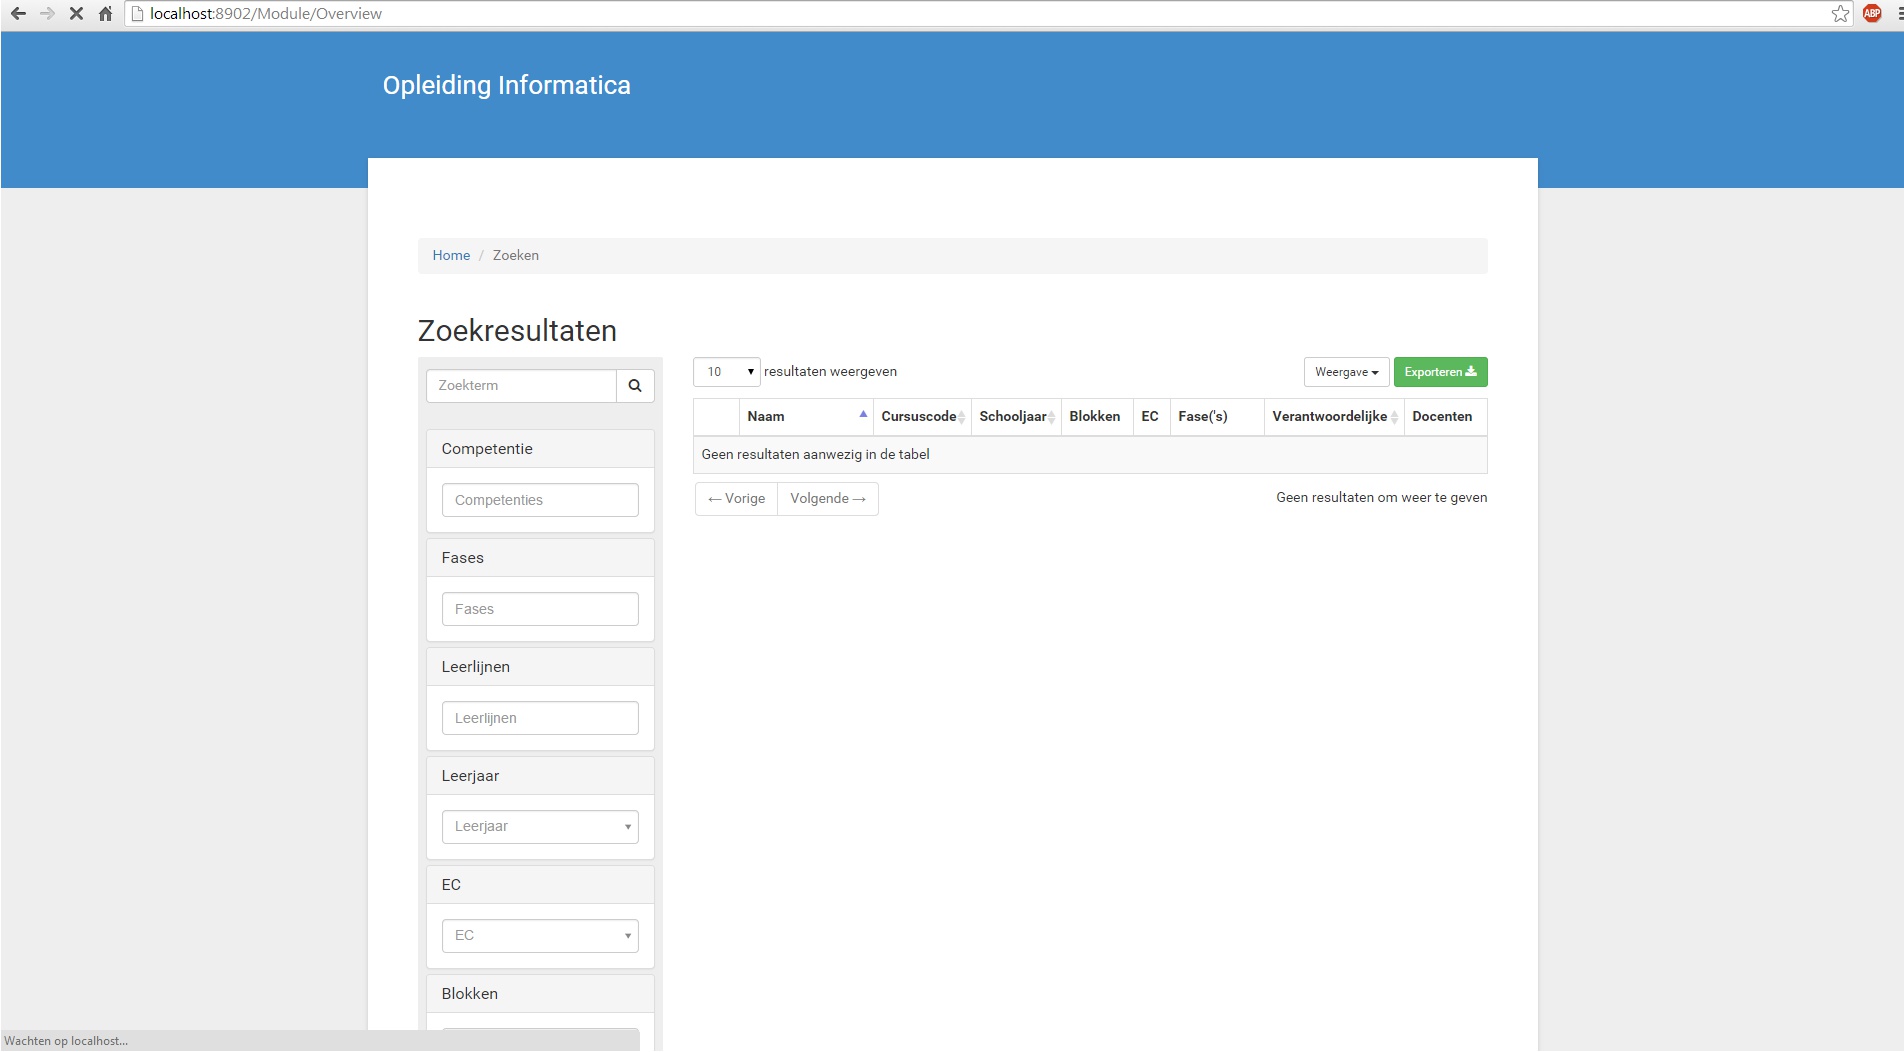 localhost:8902/Module/Overview
ABP
Opleiding Informatica
Home / Zoeken
Zoekresultaten
Zoekterm
10 resultaten weergeven
Weergave
Exporteren
Naam Cursuscode Schooljaar Blokken EC Fase('s) Verantwoordelijke Docenten
Geen resultaten aanwezig in de tabel
← Vorige Volgende →
Geen resultaten om weer te geven
Competentie
Competenties
Fases
Fases
Leerlijnen
Leerlijnen
Leerjaar
Leerjaar
EC
EC
Blokken
Wachten op localhost...